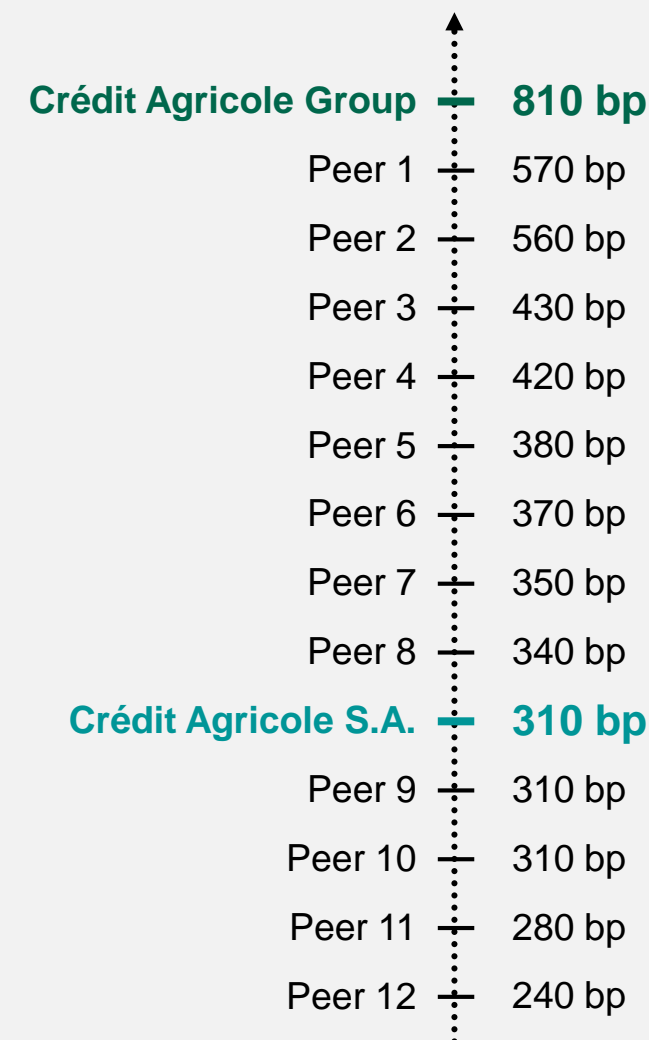 Crédit Agricole Group 810 bp
Peer 1 570 bp
Peer 2 560 bp
Peer 3 430 bp
Peer 4 420 bp
Peer 5 380 bp
Peer 6 370 bp
Peer 7 350 bp
Peer 8 340 bp
Crédit Agricole S.A. 310 bp
Peer 9 310 bp
Peer 10 310 bp
Peer 11 280 bp
Peer 12 240 bp